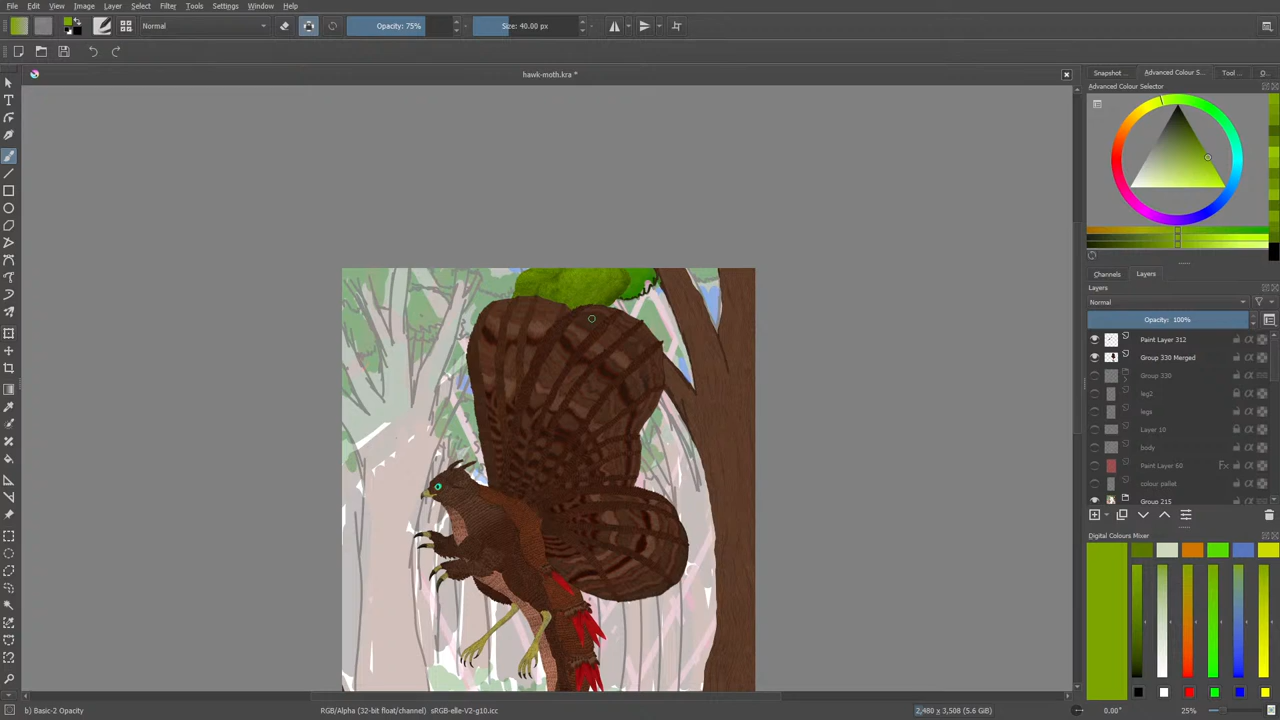 File Edit View Image Layer Select Filter Tools Settings Window Help
Normal
Opacity: 75%
Size: 40.00 px
hawk-moth.kra *
Snapshot ...
Advanced Colour S...
Tool ...
O...
Advanced Colour Selector
Channels
Layers
Layers
Normal
Opacity: 100%
Paint Layer 312
Group 330 Merged
Group 330
leg2
legs
Layer 10
body
Paint Layer 60
Fx
colour pallet
Group 215
Digital Colours Mixer
b) Basic-2 Opacity
RGB/Alpha (32-bit float/channel) sRGB-elle-V2-g10.icc
2,480 x 3,508 (5.6 GiB)
0.00°
25%